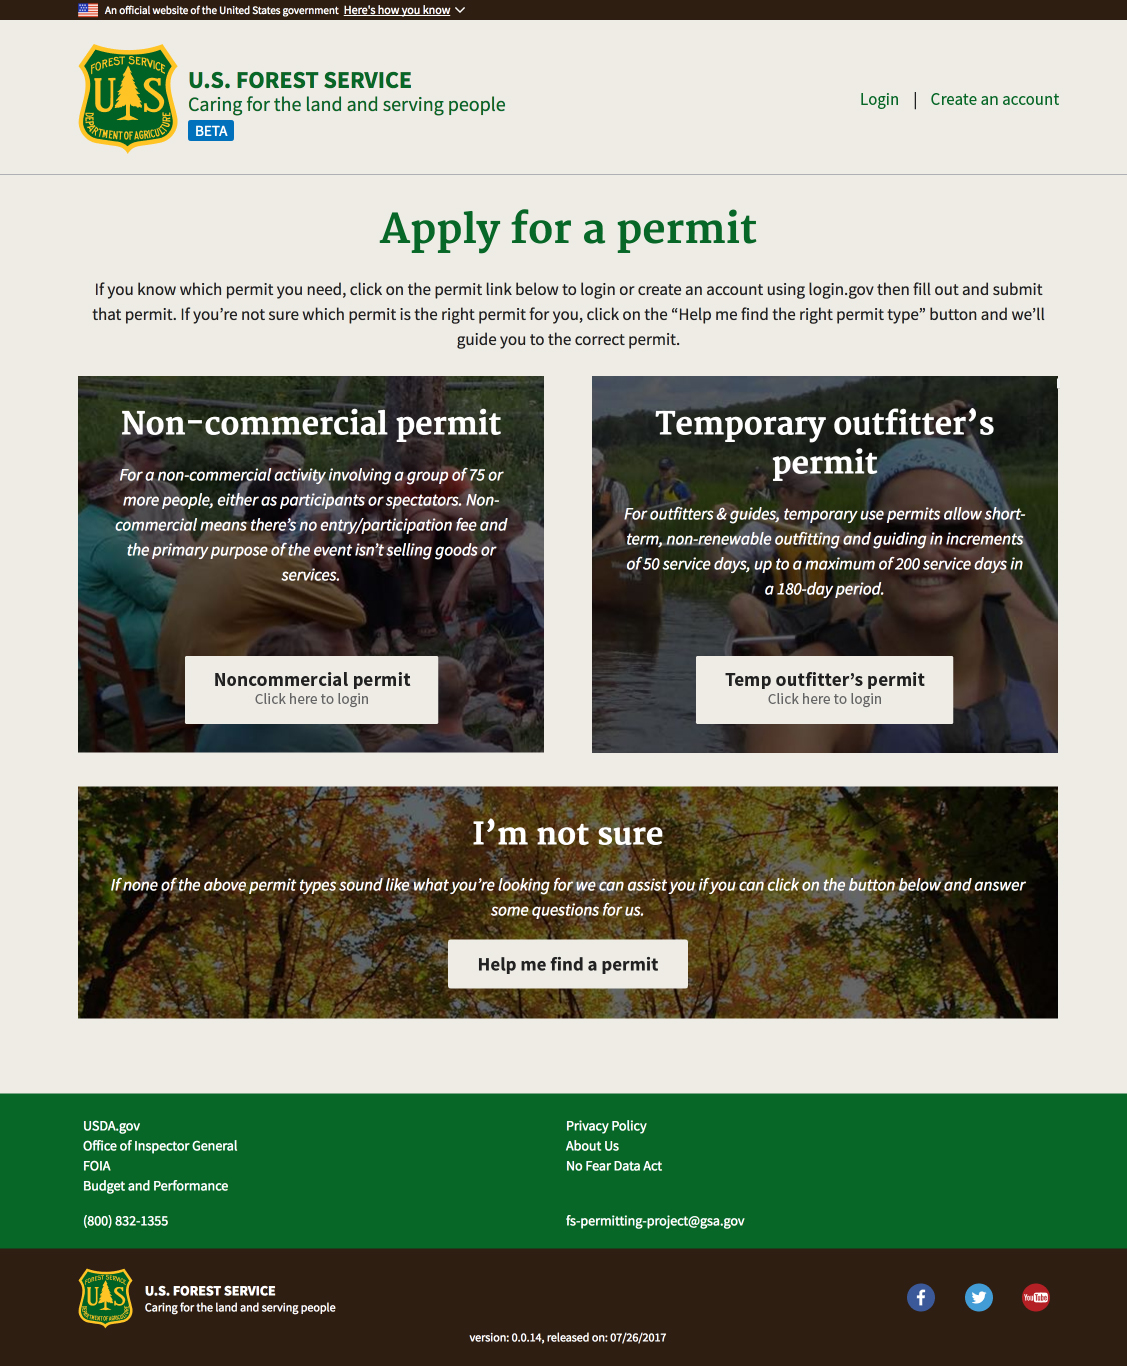 An official website of the United States government Here's how you know
FOREST SERVICE
US
DEPARTMENT OF AGRICULTURE
U.S. FOREST SERVICE
Caring for the land and serving people
BETA
Login | Create an account
Apply for a permit
If you know which permit you need, click on the permit link below to login or create an account using login.gov then fill out and submit
that permit. If you’re not sure which permit is the right permit for you, click on the “Help me find the right permit type” button and we’ll
guide you to the correct permit.
Non-commercial permit
For a non-commercial activity involving a group of 75 or
more people, either as participants or spectators. Non-
commercial means there’s no entry/participation fee and
the primary purpose of the event isn’t selling goods or
services.
Noncommercial permit
Click here to login
Temporary outfitter’s
permit
For outfitters & guides, temporary use permits allow short-
term, non-renewable outfitting and guiding in increments
of 50 service days, up to a maximum of 200 service days in
a 180-day period.
Temp outfitter’s permit
Click here to login
I’m not sure
If none of the above permit types sound like what you’re looking for we can assist you if you can click on the button below and answer
some questions for us.
Help me find a permit
USDA.gov
Office of Inspector General
FOIA
Budget and Performance
(800) 832-1355
Privacy Policy
About Us
No Fear Data Act
fs-permitting-project@gsa.gov
FOREST SERVICE
US
DEPARTMENT OF AGRICULTURE
U.S. FOREST SERVICE
Caring for the land and serving people
YouTube
version: 0.0.14, released on: 07/26/2017